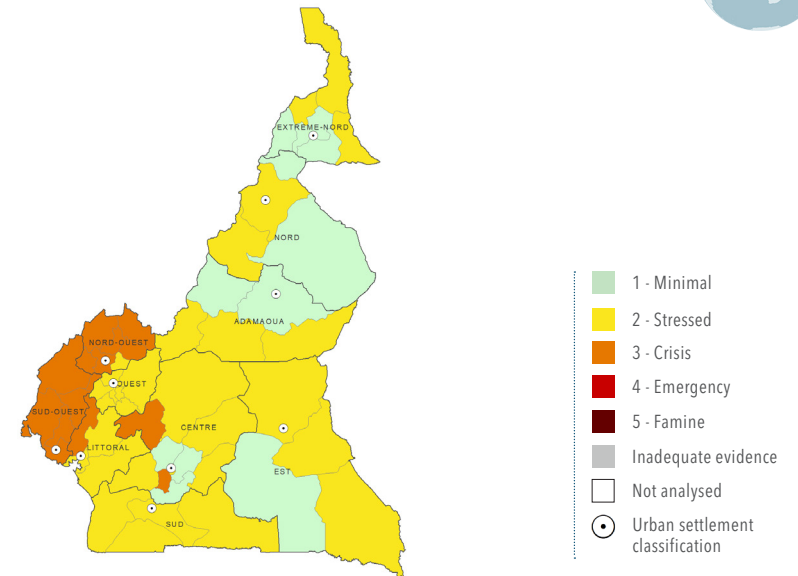 EXTREME-NORD
NORD
ADAMAOUA
NORD-OUEST
OUEST
SUD-OUEST
CENTRE
LITTORAL
EST
SUD
1 - Minimal
2 - Stressed
3 - Crisis
4 - Emergency
5 - Famine
Inadequate evidence
Not analysed
Urban settlement
classification